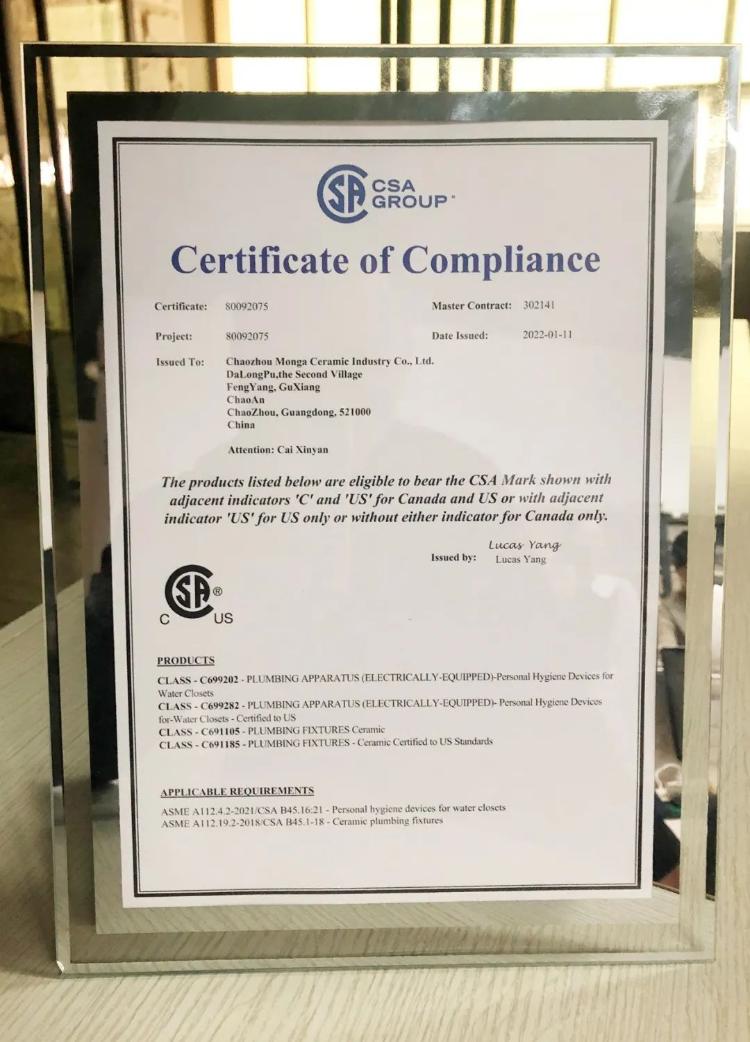 CSA
CSA
GROUP
Certificate of Compliance
Certificate: 80092075 Master Contract: 302141
Project: 80092075 Date Issued: 2022-01-11
Issued To: Chaozhou Monga Ceramic Industry Co., Ltd.
DaLongPu,the Second Village
FengYang, GuXiang
ChaoAn
ChaoZhou, Guangdong, 521000
China
Attention: Cai Xinyan
The products listed below are eligible to bear the CSA Mark shown with
adjacent indicators 'C' and 'US' for Canada and US or with adjacent
indicator 'US' for US only or without either indicator for Canada only.
Lucas Yang
Issued by: Lucas Yang
CSA ®
C US
PRODUCTS
CLASS - C699202 - PLUMBING APPARATUS (ELECTRICALLY-EQUIPPED)-Personal Hygiene Devices for
Water Closets
CLASS - C699282 - PLUMBING APPARATUS (ELECTRICALLY-EQUIPPED)- Personal Hygiene Devices
for-Water Closets - Certified to US
CLASS - C691105 - PLUMBING FIXTURES Ceramic
CLASS - C691185 - PLUMBING FIXTURES - Ceramic Certified to US Standards
APPLICABLE REQUIREMENTS
ASME A112.4.2-2021/CSA B45.16:21 - Personal hygiene devices for water closets
ASME A112.19.2-2018/CSA B45.1-18 - Ceramic plumbing fixtures